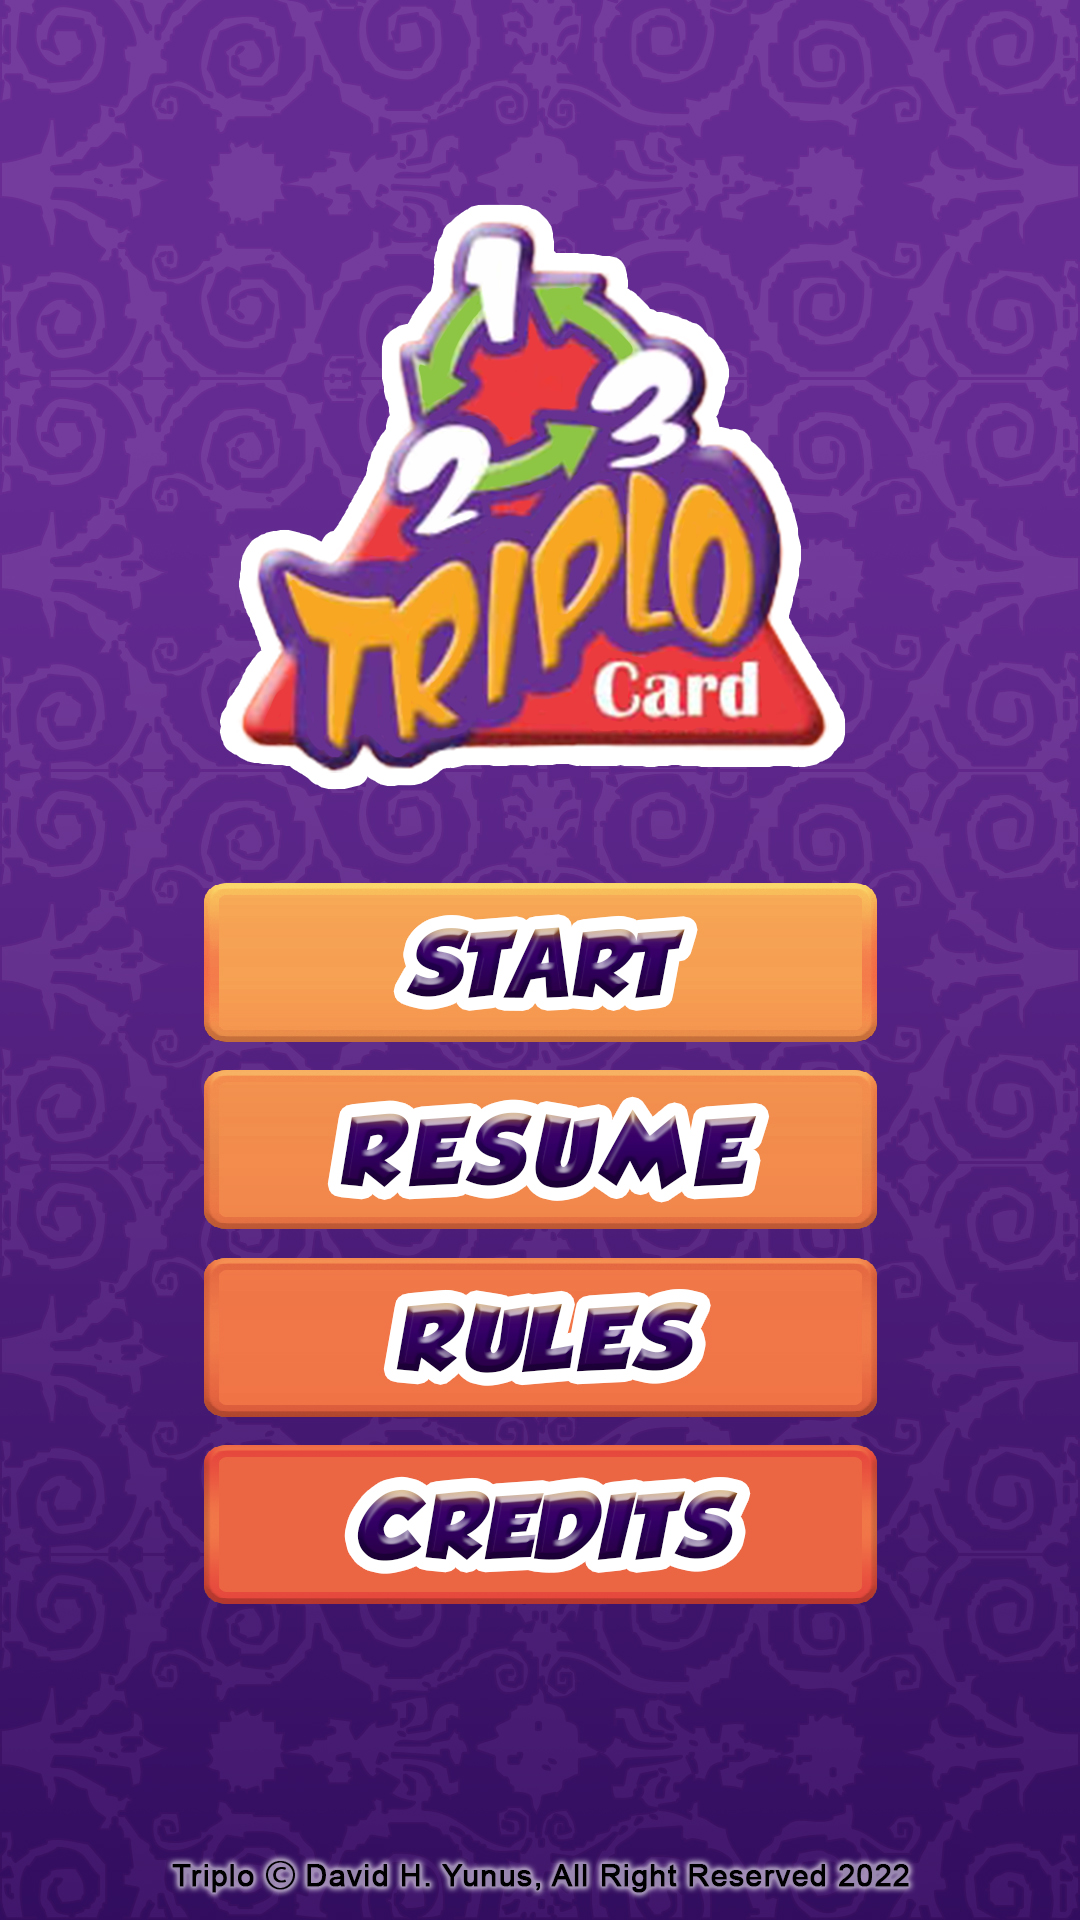 1
3
2
TRIPLO
Card
START
RESUME
RULES
CREDITS
Triplo © David H. Yunus, All Right Reserved 2022